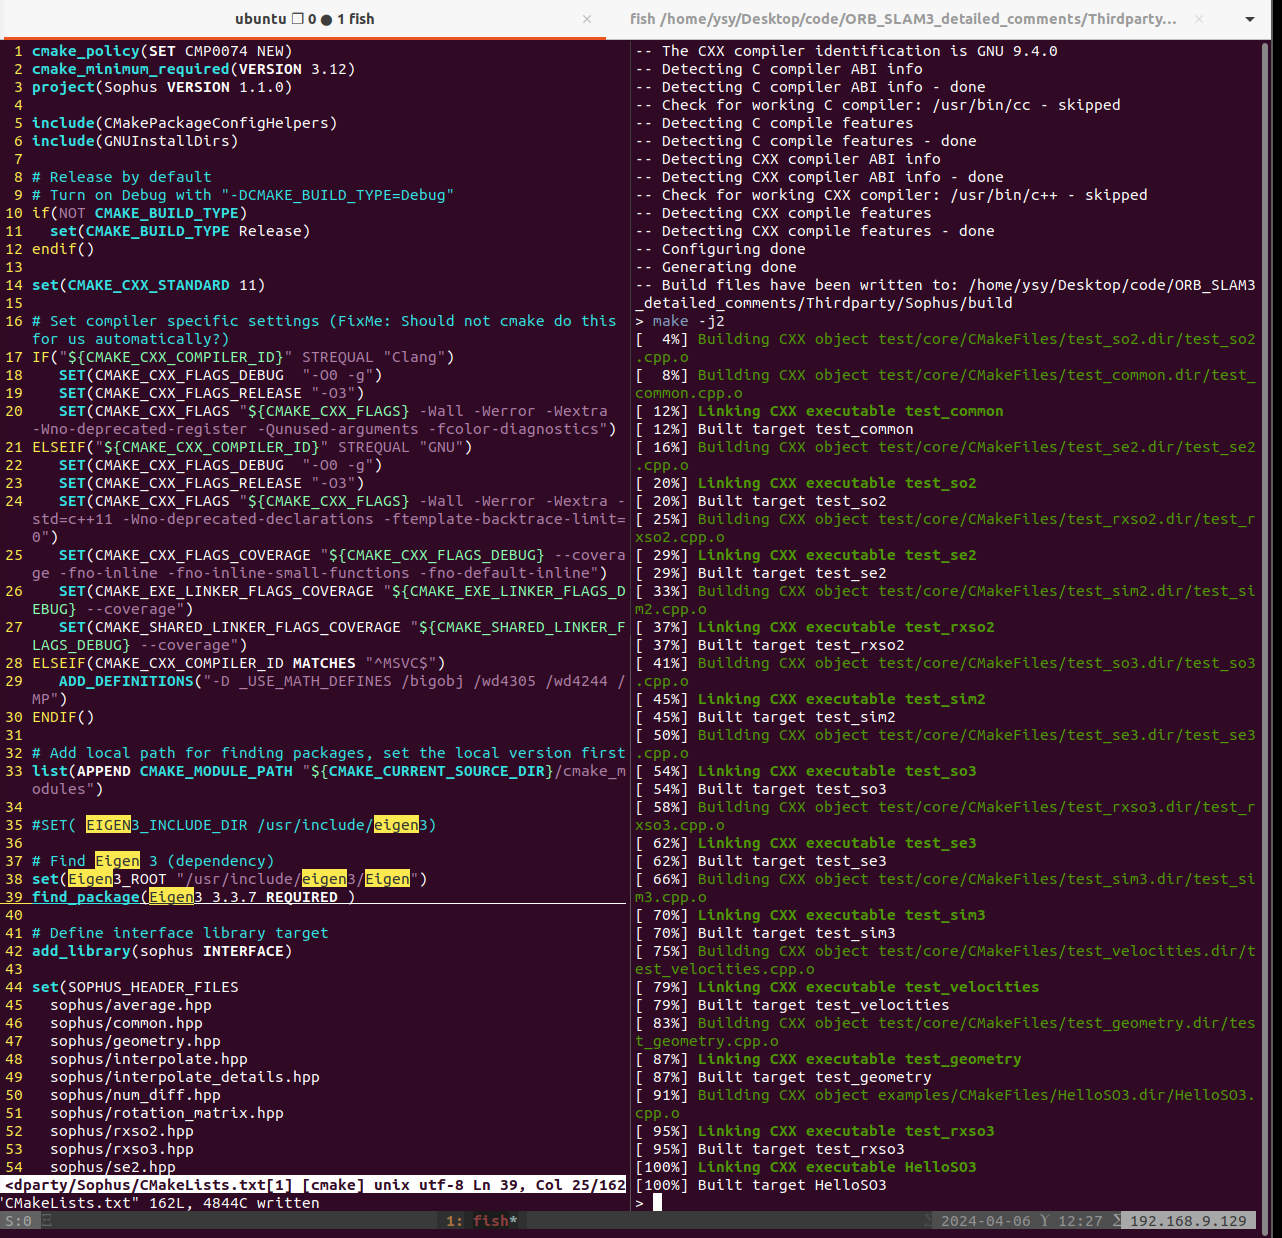 ubuntu ❐ 0 ● 1 fish
×
fish /home/ysy/Desktop/code/ORB_SLAM3_detailed_comments/Thirdparty...
×
1 cmake_policy(SET CMP0074 NEW)
2 cmake_minimum_required(VERSION 3.12)
3 project(Sophus VERSION 1.1.0)
4
5 include(CMakePackageConfigHelpers)
6 include(GNUInstallDirs)
7
8 # Release by default
9 # Turn on Debug with "-DCMAKE_BUILD_TYPE=Debug"
10 if(NOT CMAKE_BUILD_TYPE)
11   set(CMAKE_BUILD_TYPE Release)
12 endif()
13
14 set(CMAKE_CXX_STANDARD 11)
15
16 # Set compiler specific settings (FixMe: Should not cmake do this
for us automatically?)
17 IF("${CMAKE_CXX_COMPILER_ID}" STREQUAL "Clang")
18    SET(CMAKE_CXX_FLAGS_DEBUG  "-O0 -g")
19    SET(CMAKE_CXX_FLAGS_RELEASE "-O3")
20    SET(CMAKE_CXX_FLAGS "${CMAKE_CXX_FLAGS} -Wall -Werror -Wextra
-Wno-deprecated-register -Qunused-arguments -fcolor-diagnostics")
21 ELSEIF("${CMAKE_CXX_COMPILER_ID}" STREQUAL "GNU")
22    SET(CMAKE_CXX_FLAGS_DEBUG  "-O0 -g")
23    SET(CMAKE_CXX_FLAGS_RELEASE "-O3")
24    SET(CMAKE_CXX_FLAGS "${CMAKE_CXX_FLAGS} -Wall -Werror -Wextra -
std=c++11 -Wno-deprecated-declarations -ftemplate-backtrace-limit=
0")
25    SET(CMAKE_CXX_FLAGS_COVERAGE "${CMAKE_CXX_FLAGS_DEBUG} --covera
ge -fno-inline -fno-inline-small-functions -fno-default-inline")
26    SET(CMAKE_EXE_LINKER_FLAGS_COVERAGE "${CMAKE_EXE_LINKER_FLAGS_D
EBUG} --coverage")
27    SET(CMAKE_SHARED_LINKER_FLAGS_COVERAGE "${CMAKE_SHARED_LINKER_F
LAGS_DEBUG} --coverage")
28 ELSEIF(CMAKE_CXX_COMPILER_ID MATCHES "^MSVC$")
29    ADD_DEFINITIONS("-D _USE_MATH_DEFINES /bigobj /wd4305 /wd4244 /
MP")
30 ENDIF()
31
32 # Add local path for finding packages, set the local version first
33 list(APPEND CMAKE_MODULE_PATH "${CMAKE_CURRENT_SOURCE_DIR}/cmake_m
odules")
34
35 #SET( EIGEN3_INCLUDE_DIR /usr/include/eigen3)
36
37 # Find Eigen 3 (dependency)
38 set(Eigen3_ROOT "/usr/include/eigen3/Eigen")
39 find_package(Eigen3 3.3.7 REQUIRED )
40
41 # Define interface library target
42 add_library(sophus INTERFACE)
43
44 set(SOPHUS_HEADER_FILES
45   sophus/average.hpp
46   sophus/common.hpp
47   sophus/geometry.hpp
48   sophus/interpolate.hpp
49   sophus/interpolate_details.hpp
50   sophus/num_diff.hpp
51   sophus/rotation_matrix.hpp
52   sophus/rxso2.hpp
53   sophus/rxso3.hpp
54   sophus/se2.hpp
<dparty/Sophus/CMakeLists.txt[1] [cmake] unix utf-8 Ln 39, Col 25/162
"CMakeLists.txt" 162L, 4844C written
-- The CXX compiler identification is GNU 9.4.0
-- Detecting C compiler ABI info
-- Detecting C compiler ABI info - done
-- Check for working C compiler: /usr/bin/cc - skipped
-- Detecting C compile features
-- Detecting C compile features - done
-- Detecting CXX compiler ABI info
-- Detecting CXX compiler ABI info - done
-- Check for working CXX compiler: /usr/bin/c++ - skipped
-- Detecting CXX compile features
-- Detecting CXX compile features - done
-- Configuring done
-- Generating done
-- Build files have been written to: /home/ysy/Desktop/code/ORB_SLAM3
_detailed_comments/Thirdparty/Sophus/build
> make -j2
[  4%] Building CXX object test/core/CMakeFiles/test_so2.dir/test_so2
.cpp.o
[  8%] Building CXX object test/core/CMakeFiles/test_common.dir/test_
common.cpp.o
[ 12%] Linking CXX executable test_common
[ 12%] Built target test_common
[ 16%] Building CXX object test/core/CMakeFiles/test_se2.dir/test_se2
.cpp.o
[ 20%] Linking CXX executable test_so2
[ 20%] Built target test_so2
[ 25%] Building CXX object test/core/CMakeFiles/test_rxso2.dir/test_r
xso2.cpp.o
[ 29%] Linking CXX executable test_se2
[ 29%] Built target test_se2
[ 33%] Building CXX object test/core/CMakeFiles/test_sim2.dir/test_si
m2.cpp.o
[ 37%] Linking CXX executable test_rxso2
[ 37%] Built target test_rxso2
[ 41%] Building CXX object test/core/CMakeFiles/test_so3.dir/test_so3
.cpp.o
[ 45%] Linking CXX executable test_sim2
[ 45%] Built target test_sim2
[ 50%] Building CXX object test/core/CMakeFiles/test_se3.dir/test_se3
.cpp.o
[ 54%] Linking CXX executable test_so3
[ 54%] Built target test_so3
[ 58%] Building CXX object test/core/CMakeFiles/test_rxso3.dir/test_r
xso3.cpp.o
[ 62%] Linking CXX executable test_se3
[ 62%] Built target test_se3
[ 66%] Building CXX object test/core/CMakeFiles/test_sim3.dir/test_si
m3.cpp.o
[ 70%] Linking CXX executable test_sim3
[ 70%] Built target test_sim3
[ 75%] Building CXX object test/core/CMakeFiles/test_velocities.dir/t
est_velocities.cpp.o
[ 79%] Linking CXX executable test_velocities
[ 79%] Built target test_velocities
[ 83%] Building CXX object test/core/CMakeFiles/test_geometry.dir/tes
t_geometry.cpp.o
[ 87%] Linking CXX executable test_geometry
[ 87%] Built target test_geometry
[ 91%] Building CXX object examples/CMakeFiles/HelloSO3.dir/HelloSO3.
cpp.o
[ 95%] Linking CXX executable test_rxso3
[ 95%] Built target test_rxso3
[100%] Linking CXX executable HelloSO3
[100%] Built target HelloSO3
>
S:0
1: fish*
2024-04-06 Y 12:27 Σ 192.168.9.129